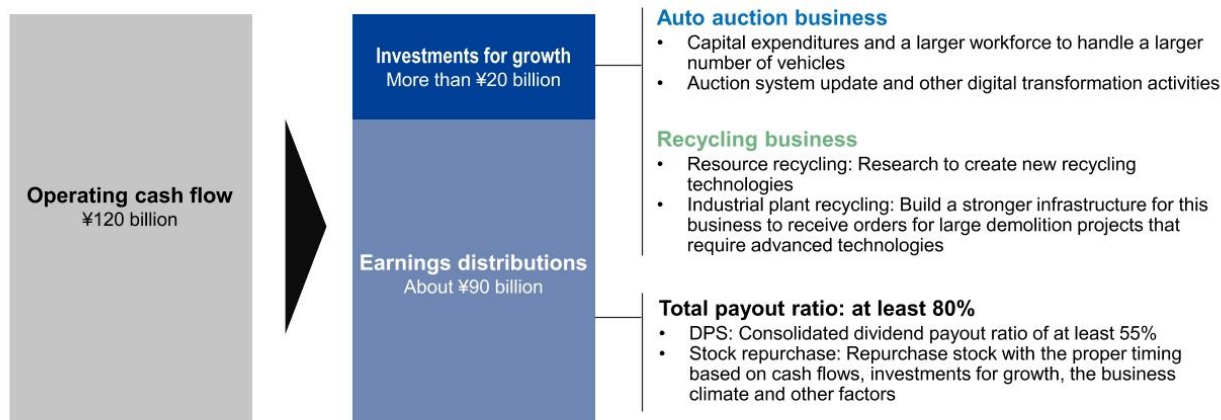 Operating cash flow
¥120 billion
Investments for growth
More than ¥20 billion
Earnings distributions
About ¥90 billion
Auto auction business
• Capital expenditures and a larger workforce to handle a larger
number of vehicles
• Auction system update and other digital transformation activities
Recycling business
• Resource recycling: Research to create new recycling
technologies
• Industrial plant recycling: Build a stronger infrastructure for this
business to receive orders for large demolition projects that
require advanced technologies
Total payout ratio: at least 80%
• DPS: Consolidated dividend payout ratio of at least 55%
• Stock repurchase: Repurchase stock with the proper timing
based on cash flows, investments for growth, the business
climate and other factors